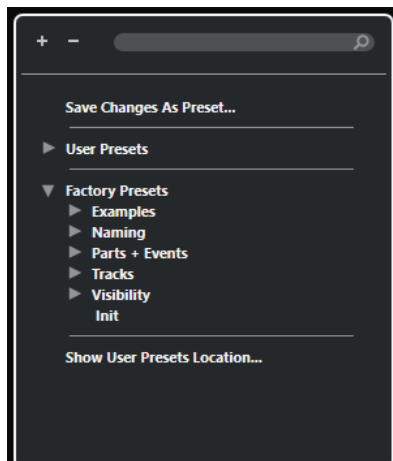 + -
Save Changes As Preset...
User Presets
Factory Presets
Examples
Naming
Parts + Events
Tracks
Visibility
Init
Show User Presets Location...